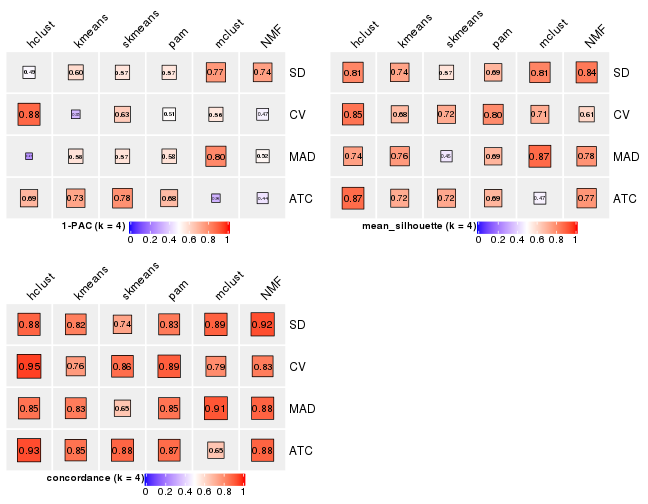 hclust kmeans skmeans pam mclust NMF
0.49 0.60 0.57 0.57 0.77 0.74 SD
0.88 0.63 0.51 0.56 0.47 CV
0.56 0.57 0.58 0.80 0.52 MAD
0.69 0.73 0.78 0.68 0.44 ATC
1-PAC (k = 4)
0 0.2 0.4 0.6 0.8 1
hclust kmeans skmeans pam mclust NMF
0.81 0.74 0.57 0.69 0.81 0.84 SD
0.85 0.68 0.72 0.80 0.71 0.61 CV
0.74 0.76 0.45 0.69 0.87 0.78 MAD
0.87 0.72 0.72 0.69 0.47 0.77 ATC
mean_silhouette (k = 4)
0 0.2 0.4 0.6 0.8 1
hclust kmeans skmeans pam mclust NMF
0.88 0.82 0.74 0.83 0.89 0.92 SD
0.95 0.76 0.86 0.89 0.79 0.83 CV
0.85 0.83 0.65 0.85 0.91 0.88 MAD
0.93 0.85 0.88 0.87 0.65 0.88 ATC
concordance (k = 4)
0 0.2 0.4 0.6 0.8 1